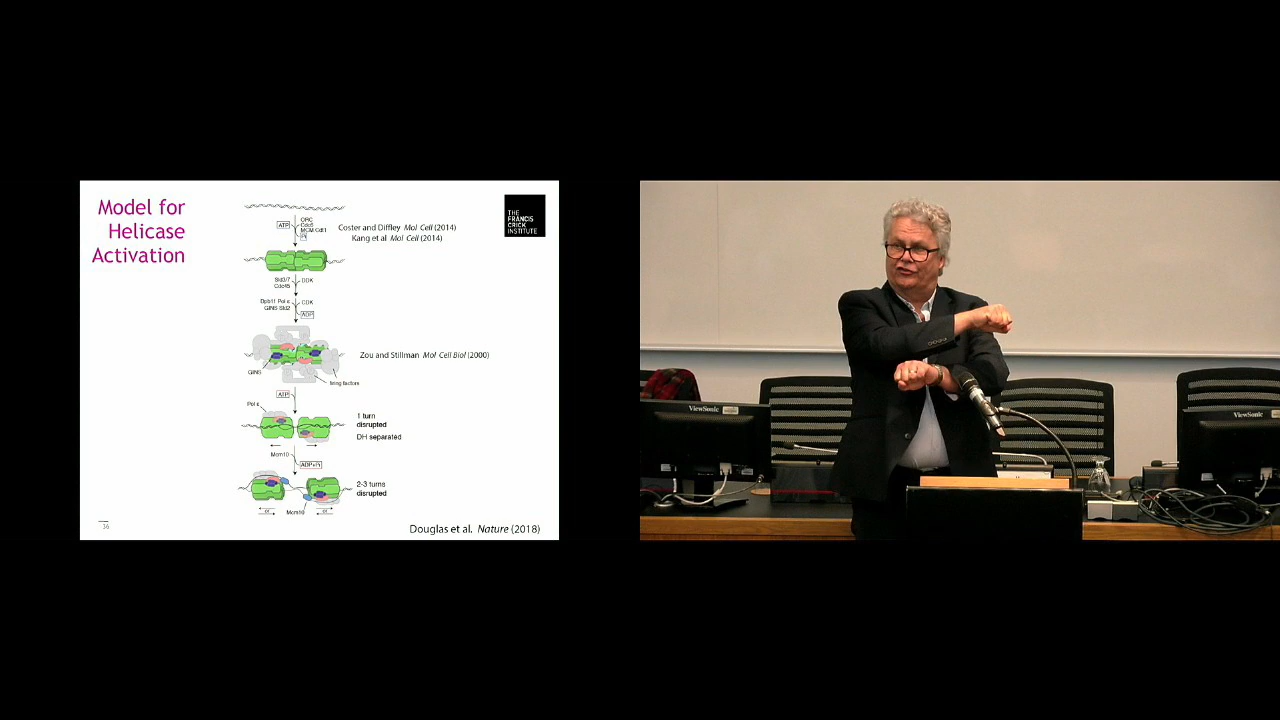 Model for
Helicase
Activation
THE
FRANCIS
CRICK
INSTITUTE
ATP
ORC
Cdc6
MCM Cdt1
Pi
Coster and Diffley Mol Cell (2014)
Kang et al Mol Cell (2014)
Sld3/7
Cdc45
DDK
Dpb11 Pol ε
GINS Sld2
CDK
ADP
GINS
firing factors
Zou and Stillman Mol Cell Biol (2000)
ATP
Pol ε
1 turn
disrupted
DH separated
Mcm10
ADP+Pi
2-3 turns
disrupted
Mcm10
36
Douglas et al. Nature (2018)
ViewSonic
ViewSonic